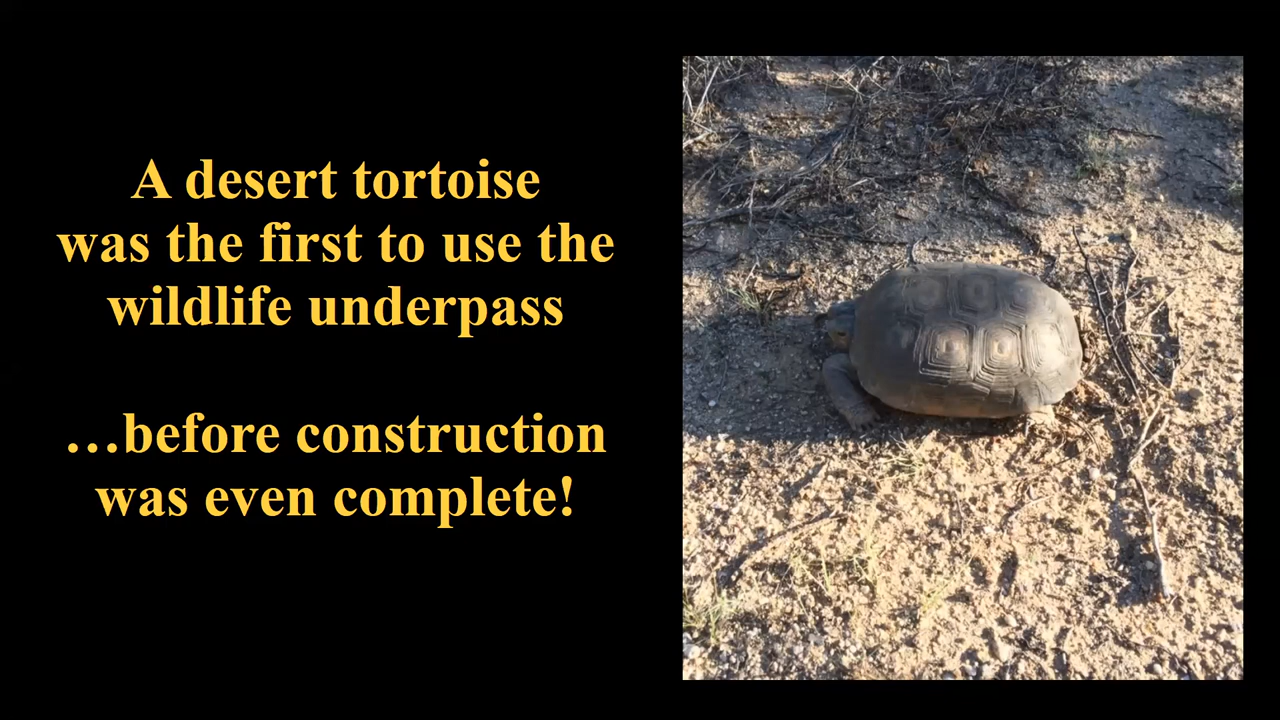 A desert tortoise
was the first to use the
wildlife underpass
…before construction
was even complete!